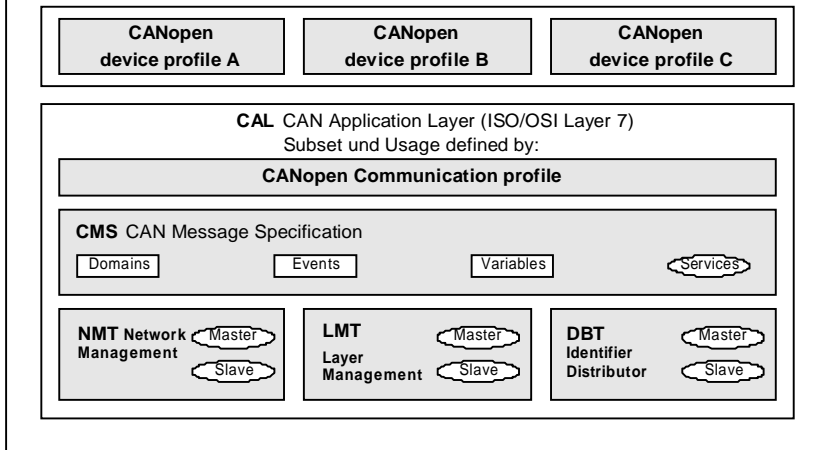 CANopen
device profile A
CANopen
device profile B
CANopen
device profile C
CAL CAN Application Layer (ISO/OSI Layer 7)
Subset und Usage defined by:
CANopen Communication profile
CMS CAN Message Specification
Domains
Events
Variables
Services
NMT Network
Management
Master
Slave
LMT
Layer
Management
Master
Slave
DBT
Identifier
Distributor
Master
Slave